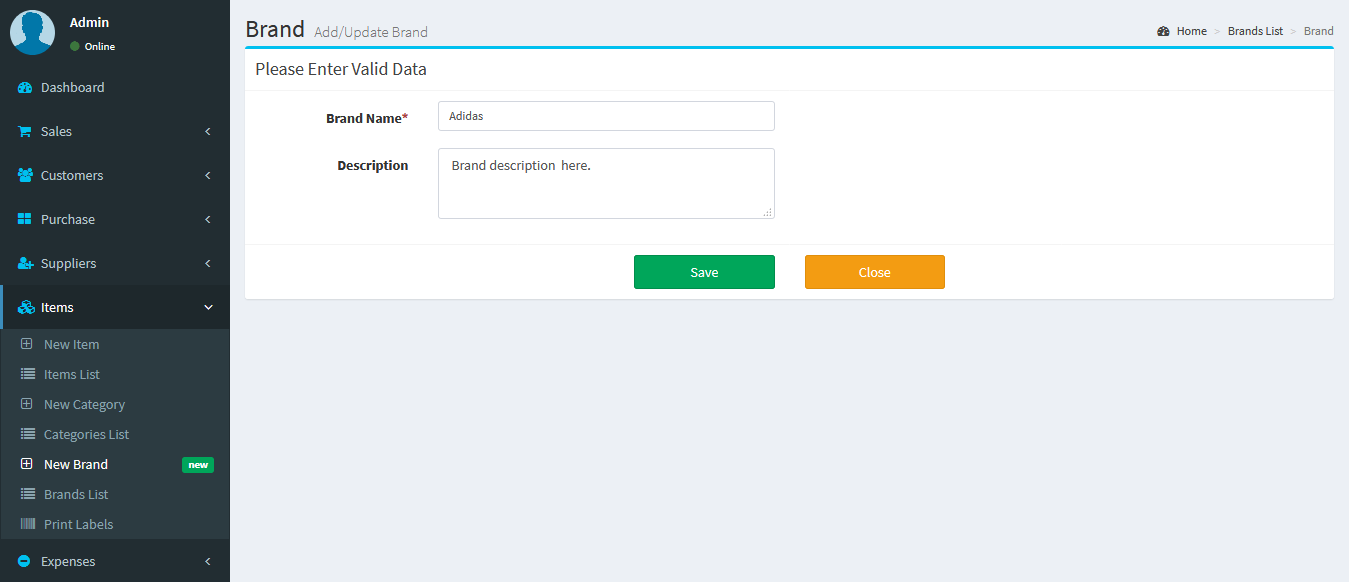 Admin
Online
Dashboard
Sales
Customers
Purchase
Suppliers
Items
New Item
Items List
New Category
Categories List
New Brand new
Brands List
Print Labels
Expenses
Brand Add/Update Brand
Home > Brands List > Brand
Please Enter Valid Data
Brand Name* Adidas
Description Brand description here.
Save Close